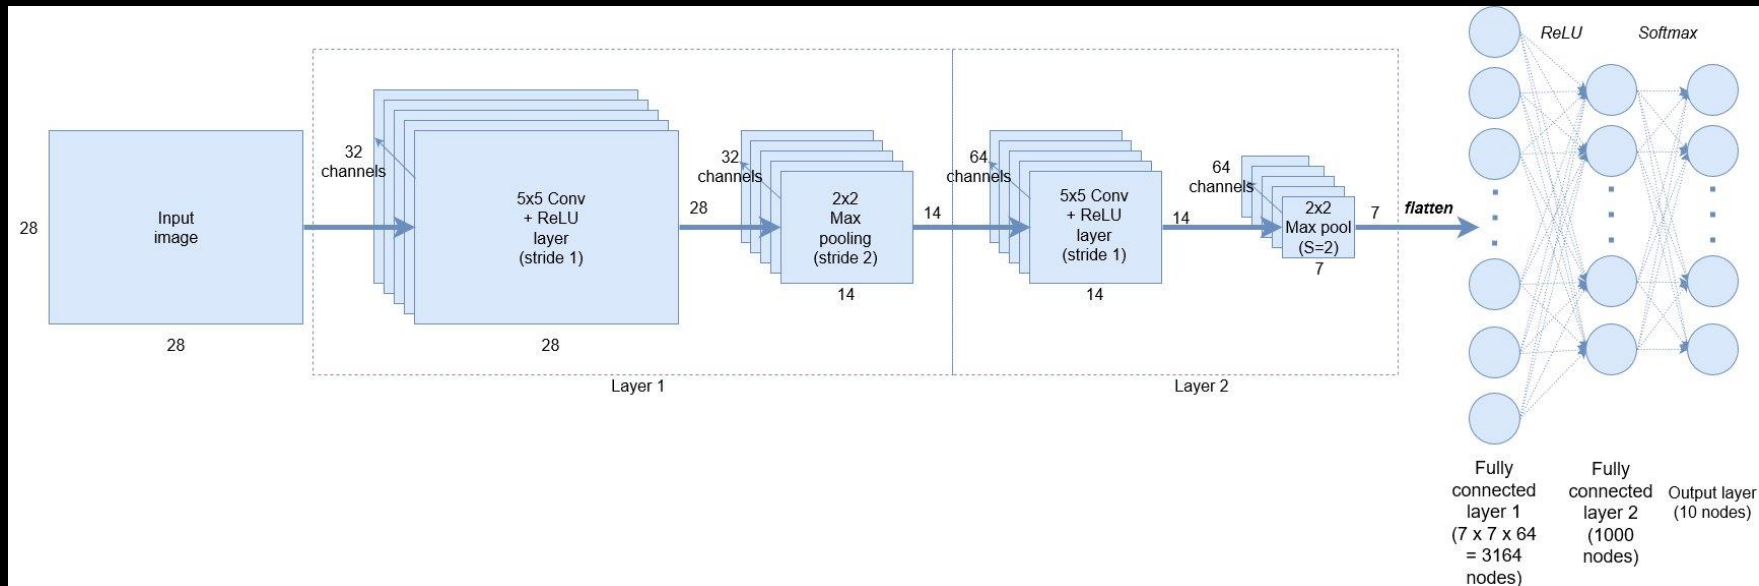 28
Input
image
28
32
channels
5x5 Conv
+ ReLU
layer
(stride 1)
28
28
32
channels
2x2
Max
pooling
(stride 2)
14
14
Layer 1
64
channels
5x5 Conv
+ ReLU
layer
(stride 1)
14
14
64
channels
2x2
Max pool
(S=2)
7
7
Layer 2
flatten
ReLU
Softmax
Fully
connected
layer 1
(7 x 7 x 64
= 3164
nodes)
Fully
connected
layer 2
(1000
nodes)
Output layer
(10 nodes)